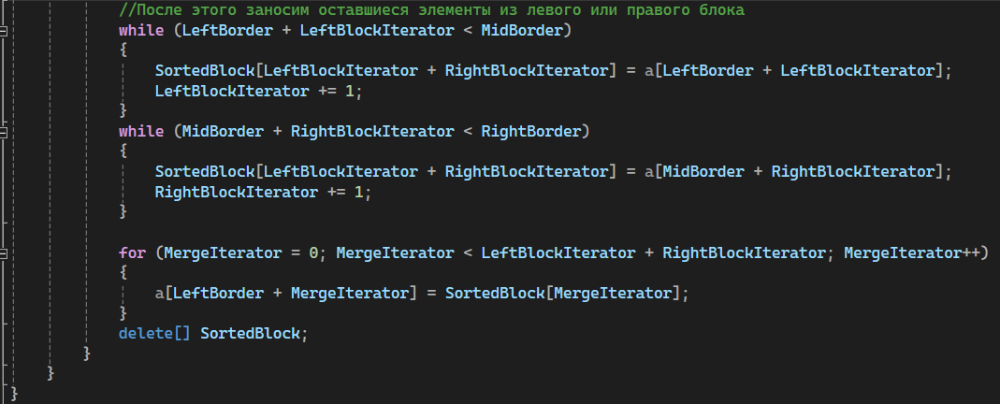 //После этого заносим оставшиеся элементы из левого или правого блока
while (LeftBorder + LeftBlockIterator < MidBorder)
{
SortedBlock[LeftBlockIterator + RightBlockIterator] = a[LeftBorder + LeftBlockIterator];
LeftBlockIterator += 1;
}
while (MidBorder + RightBlockIterator < RightBorder)
{
SortedBlock[LeftBlockIterator + RightBlockIterator] = a[MidBorder + RightBlockIterator];
RightBlockIterator += 1;
}
for (MergeIterator = 0; MergeIterator < LeftBlockIterator + RightBlockIterator; MergeIterator++)
{
a[LeftBorder + MergeIterator] = SortedBlock[MergeIterator];
}
delete[] SortedBlock;
}
}
}